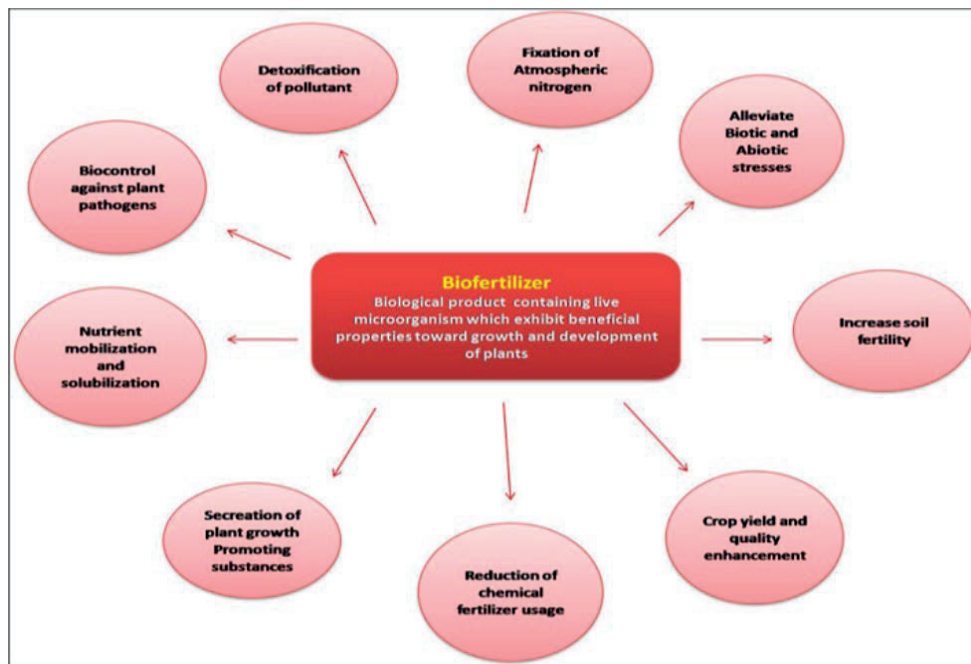 Detoxification
of pollutant
Fixation of
Atmospheric
nitrogen
Alleviate
Biotic and
Abiotic
stresses
Biocontrol
against plant
pathogens
Biofertilizer
Biological product containing live
microorganism which exhibit beneficial
properties toward growth and development
of plants
Nutrient
mobilization
and
solubilization
Increase soil
fertility
Secreation of
plant growth
Promoting
substances
Reduction of
chemical
fertilizer usage
Crop yield and
quality
enhancement